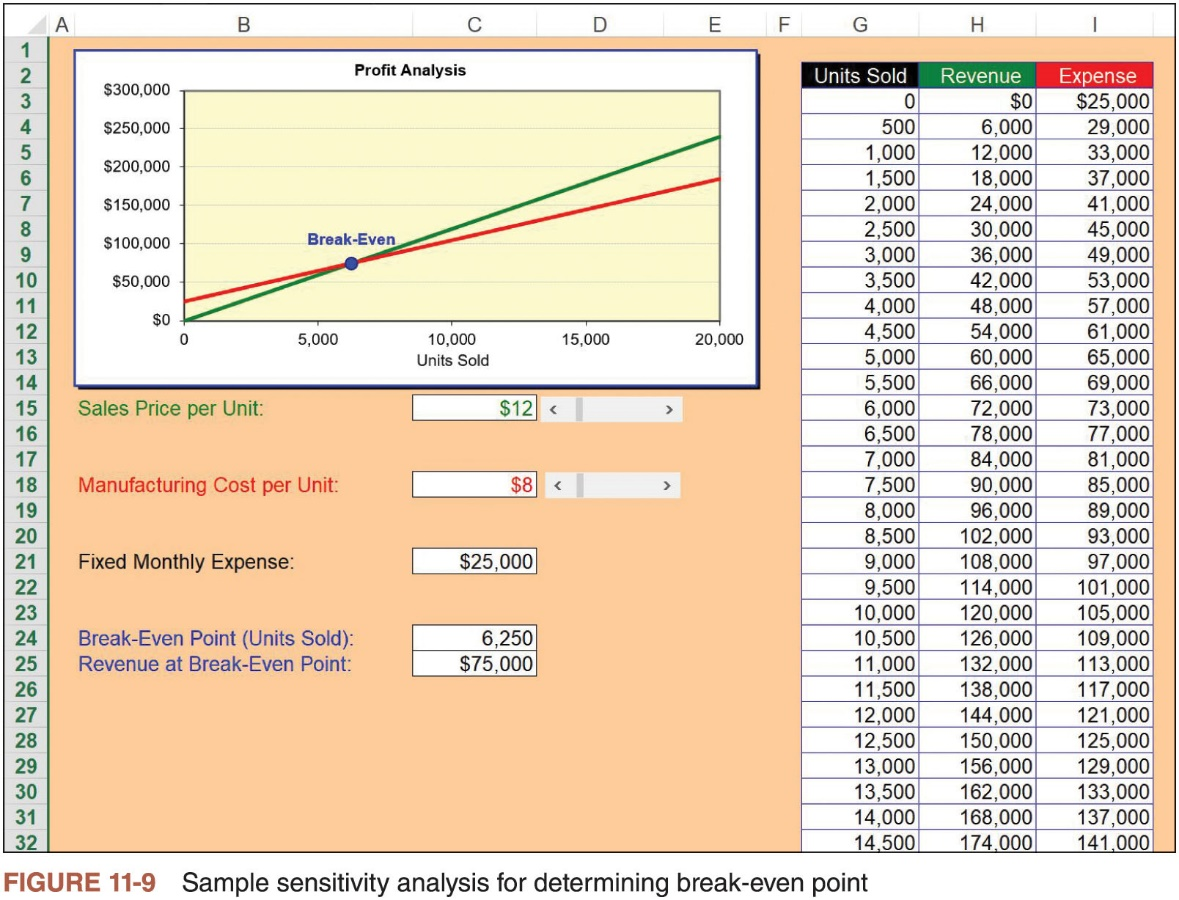 A B C D E F G H I
1
2 Units Sold Revenue Expense
3 0 $0 $25,000
4 500 6,000 29,000
5 1,000 12,000 33,000
6 1,500 18,000 37,000
7 2,000 24,000 41,000
8 2,500 30,000 45,000
9 3,000 36,000 49,000
10 3,500 42,000 53,000
11 4,000 48,000 57,000
12 4,500 54,000 61,000
13 5,000 60,000 65,000
14 5,500 66,000 69,000
15 Sales Price per Unit: $12 < > 6,000 72,000 73,000
16 6,500 78,000 77,000
17 7,000 84,000 81,000
18 Manufacturing Cost per Unit: $8 < > 7,500 90,000 85,000
19 8,000 96,000 89,000
20 8,500 102,000 93,000
21 Fixed Monthly Expense: $25,000 9,000 108,000 97,000
22 9,500 114,000 101,000
23 10,000 120,000 105,000
24 Break-Even Point (Units Sold): 6,250 10,500 126,000 109,000
25 Revenue at Break-Even Point: $75,000 11,000 132,000 113,000
26 11,500 138,000 117,000
27 12,000 144,000 121,000
28 12,500 150,000 125,000
29 13,000 156,000 129,000
30 13,500 162,000 133,000
31 14,000 168,000 137,000
32 14,500 174,000 141,000
Profit Analysis
$300,000
$250,000
$200,000
$150,000
$100,000
$50,000
$0
Break-Even
0 5,000 10,000 15,000 20,000
Units Sold
FIGURE 11-9 Sample sensitivity analysis for determining break-even point